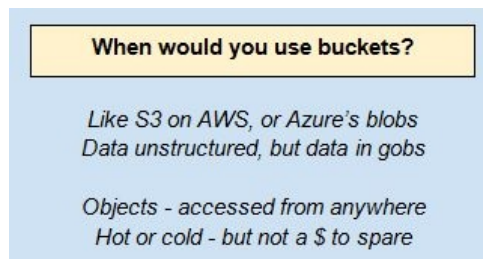 When would you use buckets?
Like S3 on AWS, or Azure's blobs
Data unstructured, but data in gobs
Objects - accessed from anywhere
Hot or cold - but not a $ to spare